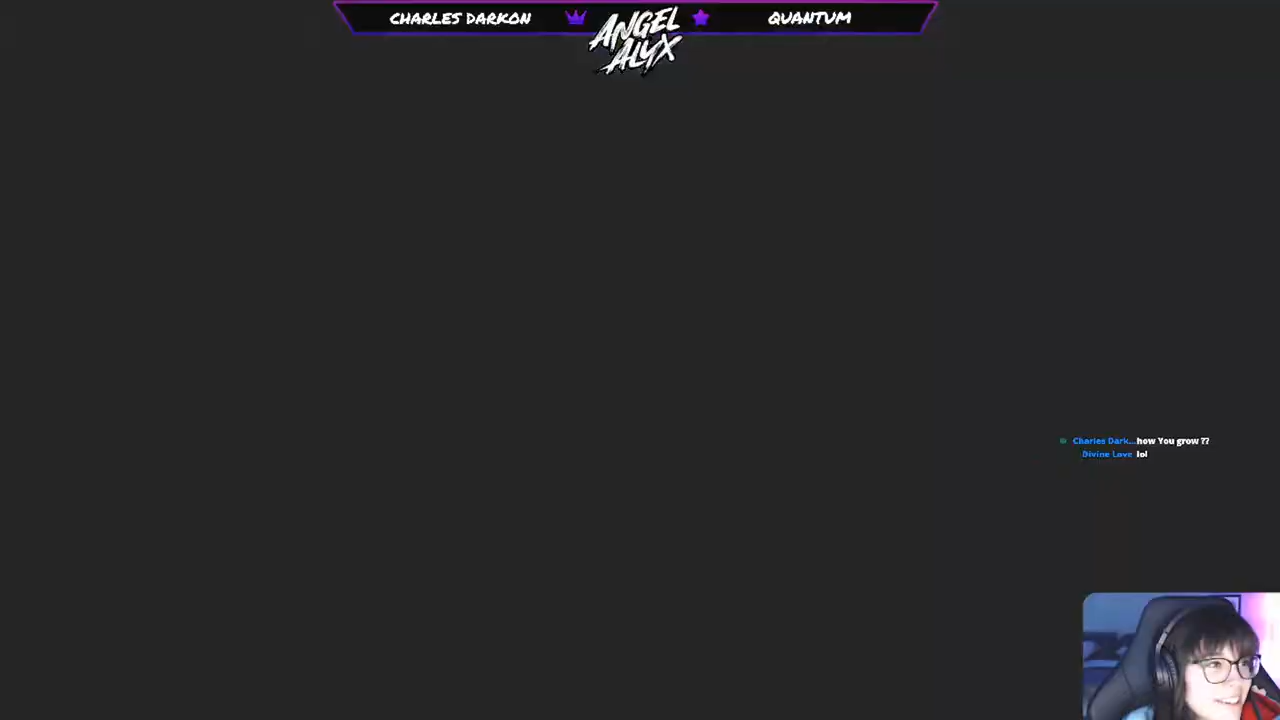 CHARLES DARKON
ANGEL
ALYX
QUANTUM
Charles Dark... how You grow ??
Divine Love lol